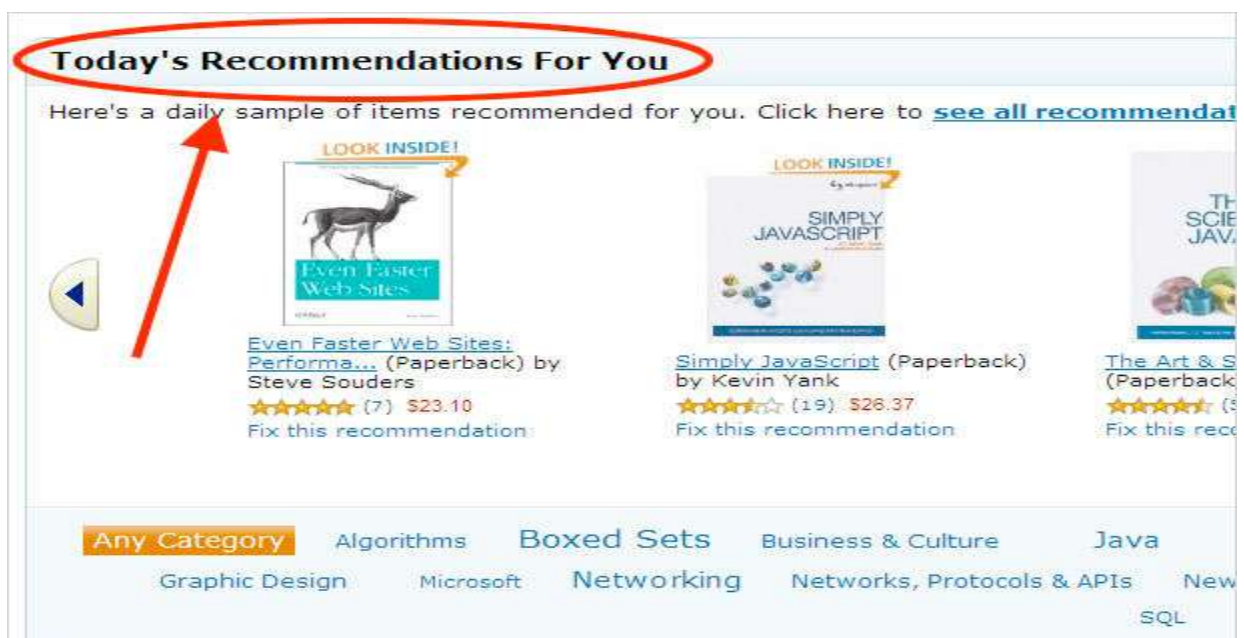 Today's Recommendations For You
Here's a daily sample of items recommended for you. Click here to see all recommendat
LOOK INSIDE!
Even Faster
Web Sites
Even Faster Web Sites:
Performa... (Paperback) by
Steve Souders
(7) $23.10
Fix this recommendation
LOOK INSIDE!
SIMPLY
JAVASCRIPT
Simply JavaScript (Paperback)
by Kevin Yank
(19) $26.37
Fix this recommendation
TH
SCIE
JAVA
The Art & S
(Paperback
(5
Fix this reco
Any Category Algorithms Boxed Sets Business & Culture Java
Graphic Design Microsoft Networking Networks, Protocols & APIs New
SQL